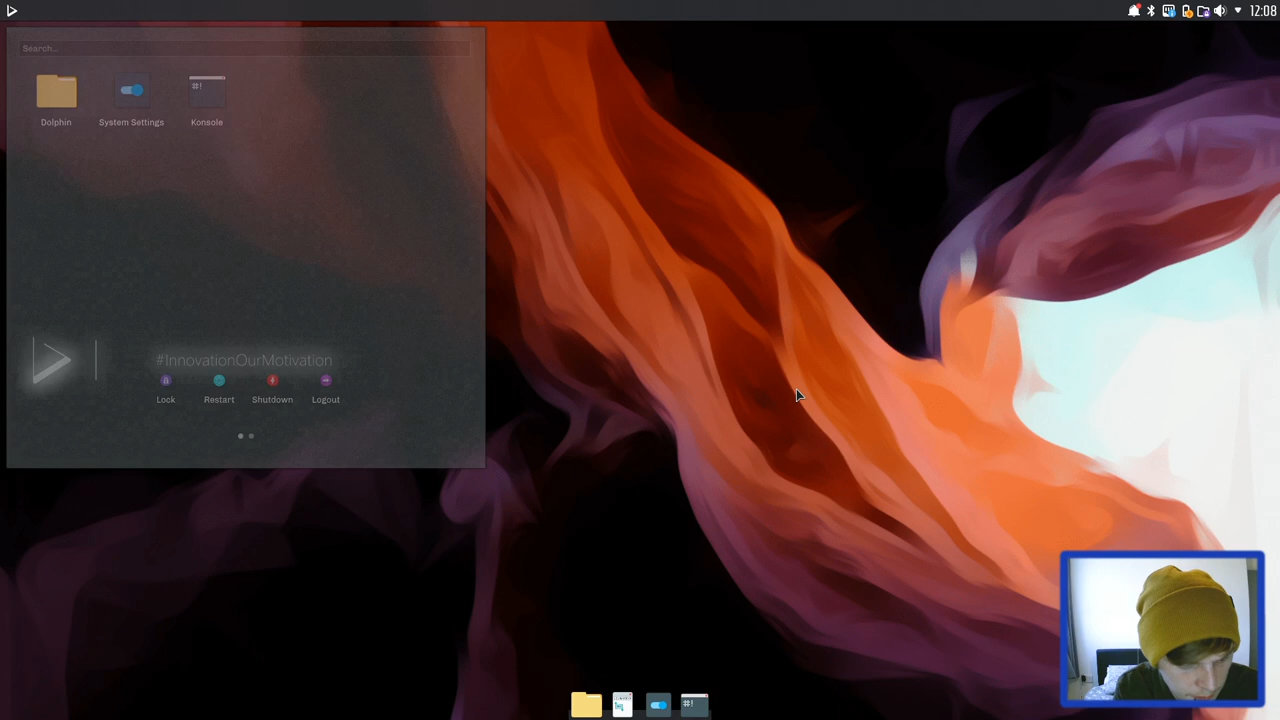 12:08
Search...
Dolphin
System Settings
#!
Konsole
#InnovationOurMotivation
Lock
Restart
Shutdown
Logout
#!